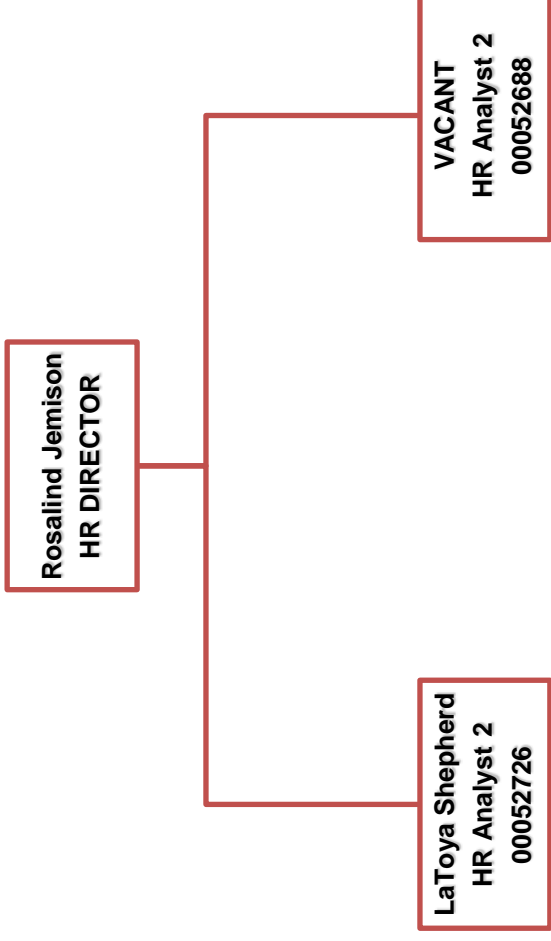 Rosalind Jemison
HR DIRECTOR
LaToya Shepherd
HR Analyst 2
00052726
VACANT
HR Analyst 2
00052688